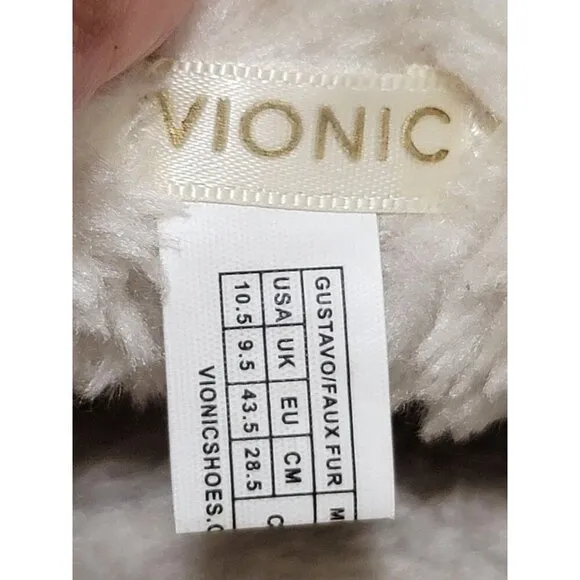 VIONIC
GUSTAVO/FAUX FUR M
USA UK EU CM C
10.5 9.5 43.5 28.5
VIONICSHOES.C